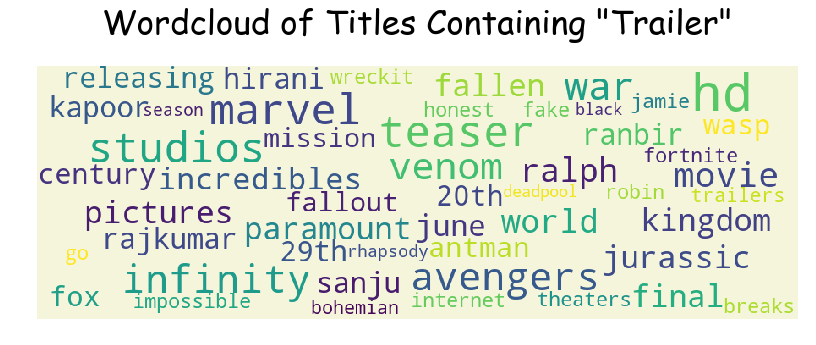 Wordcloud of Titles Containing "Trailer"
releasing hirani wreckit fallen war jamie hd
kapoor season marvel honest fake black
studios mission teaser ranbir wasp
century incredibles venom ralph fortnite movie
pictures fallout 20th deadpool robin trailers
go rajkumar paramount june world kingdom
29th rhapsody antman jurassic
infinity sanju avengers
fox impossible bohemian internet theaters final breaks